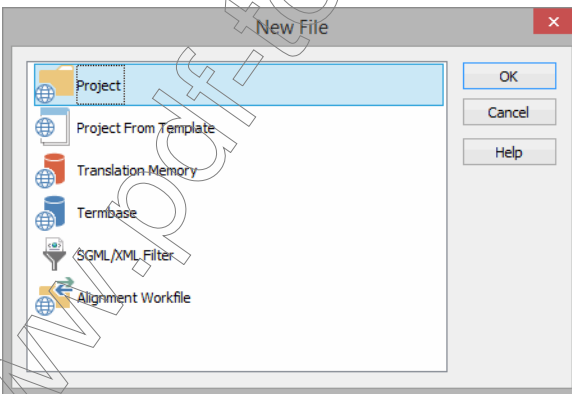 New File
Project
Project From Template
Translation Memory
Termbase
SGML/XML Filter
Alignment Workfile
OK
Cancel
Help